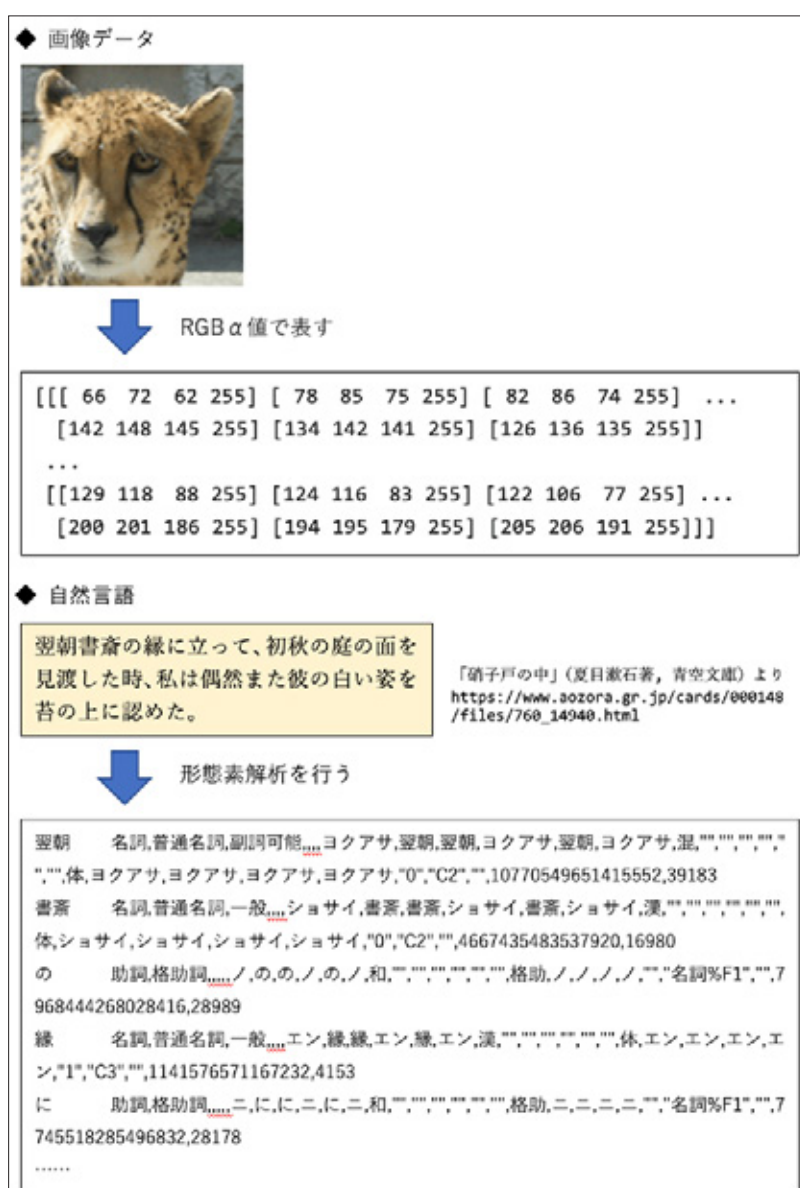 ◆ 画像データ
RGBα値で表す
[[[ 66 72 62 255] [ 78 85 75 255] [ 82 86 74 255] ...
[142 148 145 255] [134 142 141 255] [126 136 135 255]]
...
[[129 118 88 255] [124 116 83 255] [122 106 77 255] ...
[200 201 186 255] [194 195 179 255] [205 206 191 255]]]
◆ 自然言語
翌朝書斎の縁に立って、初秋の庭の面を
見渡した時、私は偶然また彼の白い姿を
苔の上に認めた。
「硝子戸の中」(夏目漱石著, 青空文庫) より
https://www.aozora.gr.jp/cards/000148
/files/760_14940.html
形態素解析を行う
翌朝 名詞,普通名詞,副詞可能,,,,ヨクアサ,翌朝,翌朝,ヨクアサ,翌朝,ヨクアサ,混,"","","","","
","",体,ヨクアサ,ヨクアサ,ヨクアサ,ヨクアサ,"0","C2","",10770549651415552,39183
書斎 名詞,普通名詞,一般,,,,ショサイ,書斎,書斎,ショサイ,書斎,ショサイ,漢,"","","","","","",
体,ショサイ,ショサイ,ショサイ,ショサイ,"0","C2","",4667435483537920,16980
の 助詞,格助詞,,,,,ノ,の,の,ノ,の,ノ,和,"","","","","","",格助,ノ,ノ,ノ,ノ,"","名詞%F1","",7
968444268028416,28989
縁 名詞,普通名詞,一般,,,,エン,縁,縁,エン,縁,エン,漢,"","","","","","",体,エン,エン,エン,エ
ン,"1","C3","",1141576571167232,4153
に 助詞,格助詞,,,,,ニ,に,に,ニ,に,ニ,和,"","","","","","",格助,ニ,ニ,ニ,ニ,"","名詞%F1","",7
745518285496832,28178
……